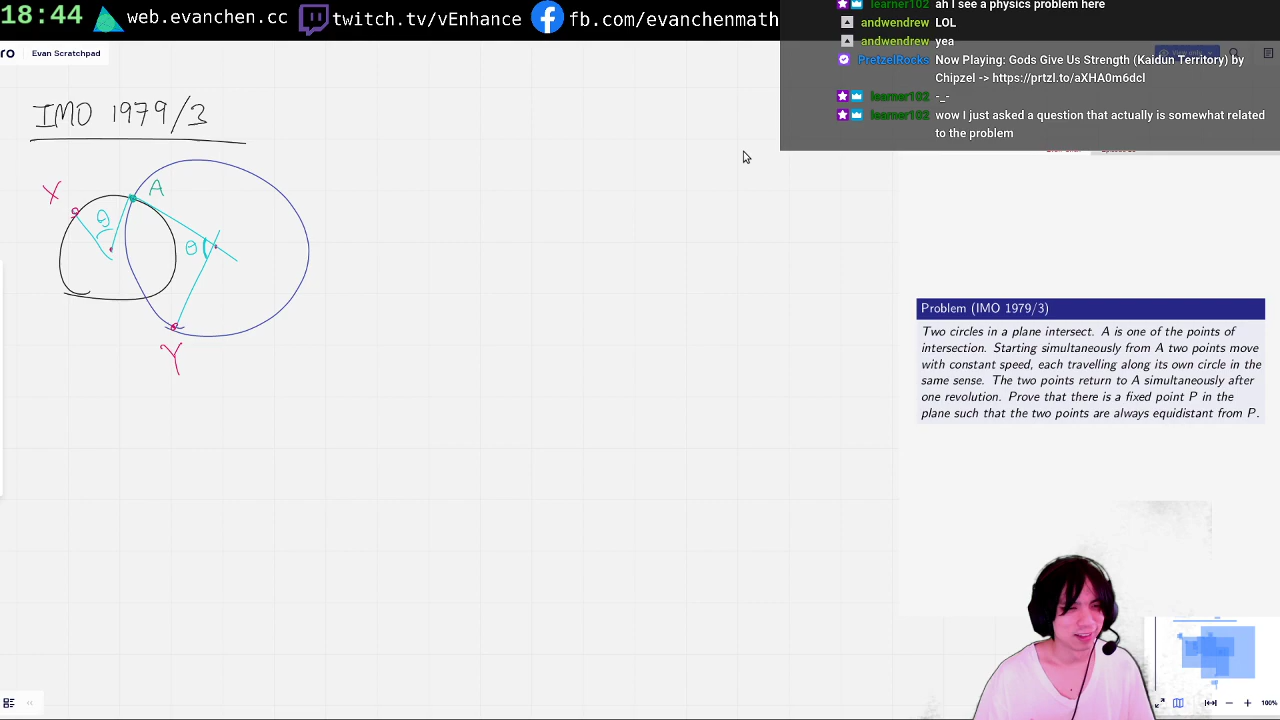 18:44
web.evanchen.cc
twitch.tv/vEnhance
fb.com/evanchenmath
ro
Evan Scratchpad
learner102 ah I see a physics problem here
andwendrew LOL
andwendrew yea
PretzelRocks Now Playing: Gods Give Us Strength (Kaidun Territory) by
Chipzel -> https://prtzl.to/aXHA0m6dcl
learner102 -_-
learner102 wow I just asked a question that actually is somewhat related
to the problem
IMO 1979/3
X
A
θ
θ
Y
Problem (IMO 1979/3)
Two circles in a plane intersect. A is one of the points of
intersection. Starting simultaneously from A two points move
with constant speed, each travelling along its own circle in the
same sense. The two points return to A simultaneously after
one revolution. Prove that there is a fixed point P in the
plane such that the two points are always equidistant from P.
100%